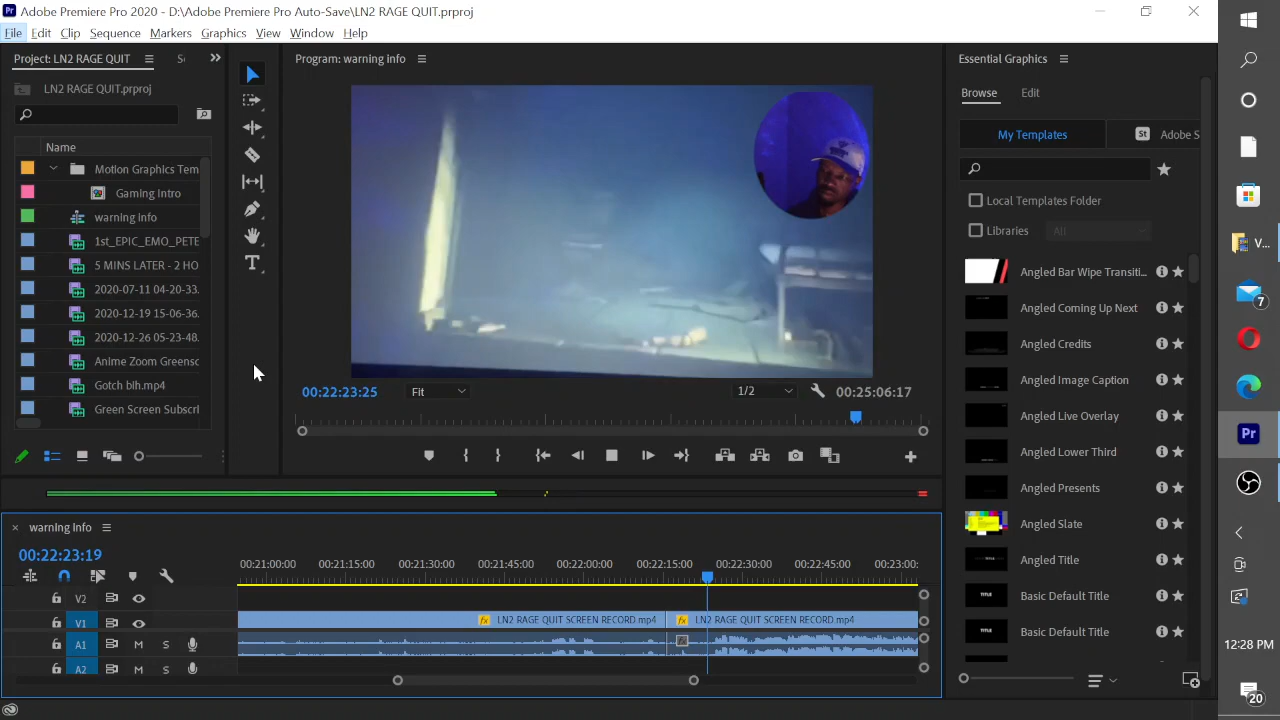 Adobe Premiere Pro 2020 - D:\Adobe Premiere Pro Auto-Save\LN2 RAGE QUIT.prproj
File Edit Clip Sequence Markers Graphics View Window Help
Project: LN2 RAGE QUIT
LN2 RAGE QUIT.prproj
Name
Motion Graphics Tem
Gaming Intro
warning Info
1st_EPIC_EMO_PETE
5 MINS LATER - 2 HO
2020-07-11 04-20-33.
2020-12-19 15-06-36.
2020-12-26 05-23-48.
Anime Zoom Greensc
Gotch bih.mp4
Green Screen Subscri
Program: warning info
00:22:23:25
Fit
1/2
00:25:06:17
Essential Graphics
Browse Edit
My Templates
St Adobe S
Local Templates Folder
Libraries
All
Angled Bar Wipe Transiti...
Angled Coming Up Next
Angled Credits
Angled Image Caption
Angled Live Overlay
Angled Lower Third
Angled Presents
Angled Slate
Angled Title
Basic Default Title
Basic Default Title
warning Info
00:22:23:19
00:21:00:00 00:21:15:00 00:21:30:00 00:21:45:00 00:22:00:00 00:22:15:00 00:22:30:00 00:22:45:00 00:23:00:
V2
V1
fx LN2 RAGE QUIT SCREEN RECORD.mp4
fx LN2 RAGE QUIT SCREEN RECORD.mp4
A1 M S
A2 M S
V...
7
Pr
12:28 PM
20